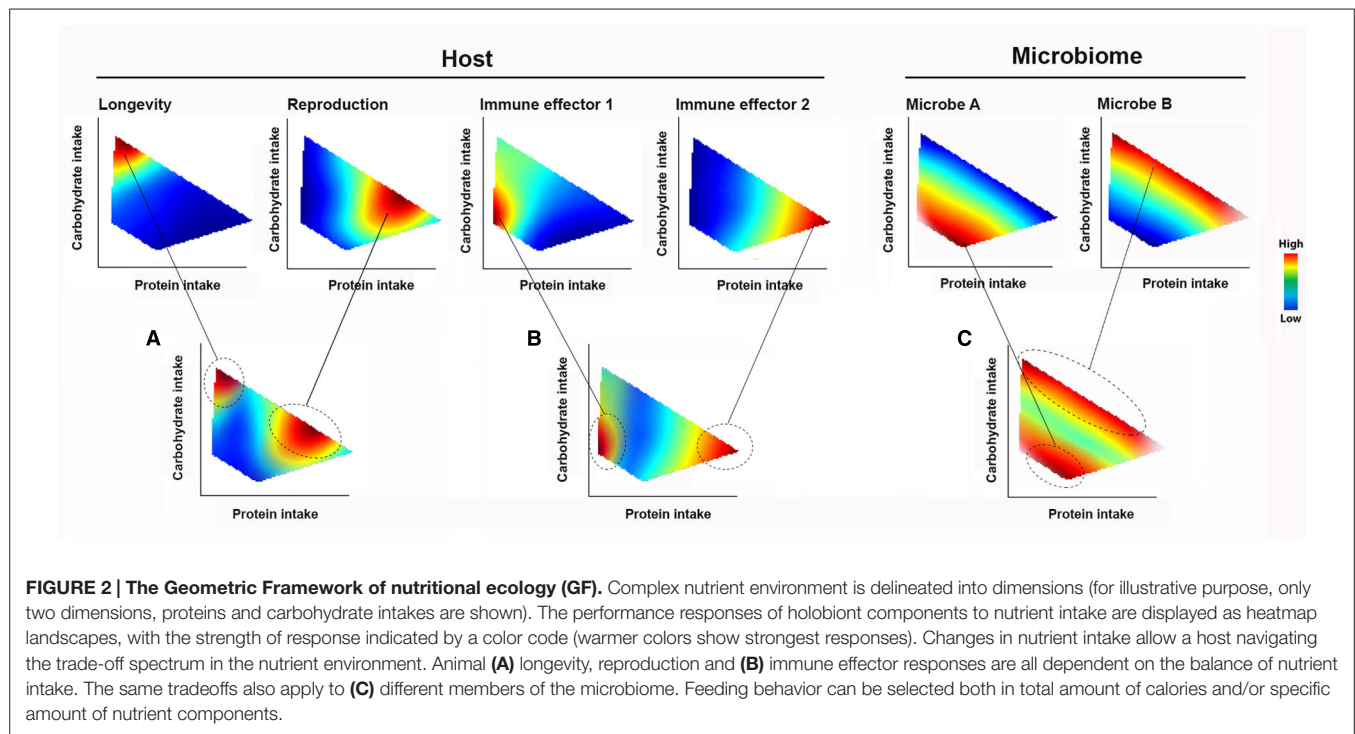 Host
Microbiome
Longevity
Reproduction
Immune effector 1
Immune effector 2
Microbe A
Microbe B
Carbohydrate intake
Carbohydrate intake
Carbohydrate intake
Carbohydrate intake
Carbohydrate intake
Carbohydrate intake
Protein intake
Protein intake
Protein intake
Protein intake
Protein intake
Protein intake
High
Low
A
Carbohydrate intake
Protein intake
B
Carbohydrate intake
Protein intake
C
Carbohydrate intake
Protein intake
FIGURE 2 | The Geometric Framework of nutritional ecology (GF). Complex nutrient environment is delineated into dimensions (for illustrative purpose, only
two dimensions, proteins and carbohydrate intakes are shown). The performance responses of holobiont components to nutrient intake are displayed as heatmap
landscapes, with the strength of response indicated by a color code (warmer colors show strongest responses). Changes in nutrient intake allow a host navigating
the trade-off spectrum in the nutrient environment. Animal (A) longevity, reproduction and (B) immune effector responses are all dependent on the balance of nutrient
intake. The same tradeoffs also apply to (C) different members of the microbiome. Feeding behavior can be selected both in total amount of calories and/or specific
amount of nutrient components.